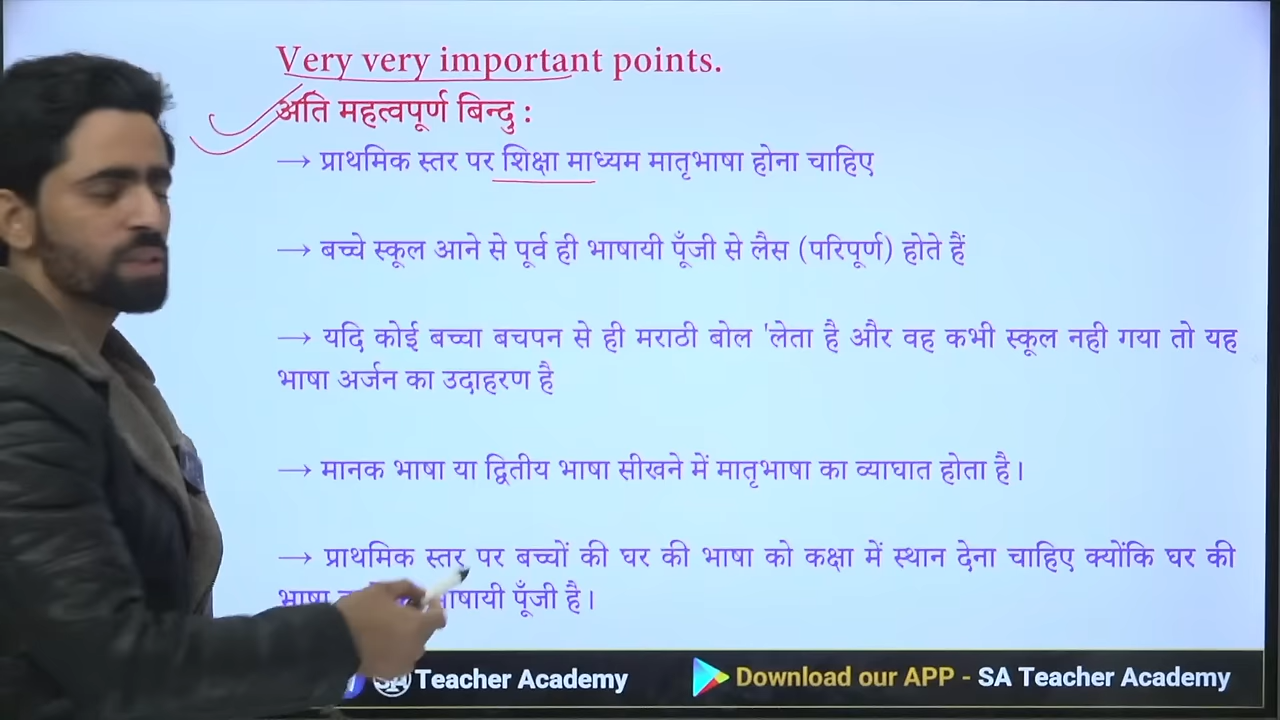 Very very important points.
अति महत्वपूर्ण बिन्दु :
→ प्राथमिक स्तर पर शिक्षा माध्यम मातृभाषा होना चाहिए
→ बच्चे स्कूल आने से पूर्व ही भाषायी पूँजी से लैस (परिपूर्ण) होते हैं
→ यदि कोई बच्चा बचपन से ही मराठी बोल 'लेता है और वह कभी स्कूल नही गया तो यह
भाषा अर्जन का उदाहरण है
→ मानक भाषा या द्वितीय भाषा सीखने में मातृभाषा का व्याघात होता है।
→ प्राथमिक स्तर पर बच्चों की घर की भाषा को कक्षा में स्थान देना चाहिए क्योंकि घर की
भाषा भाषायी पूँजी है।
SA Teacher Academy
Download our APP - SA Teacher Academy